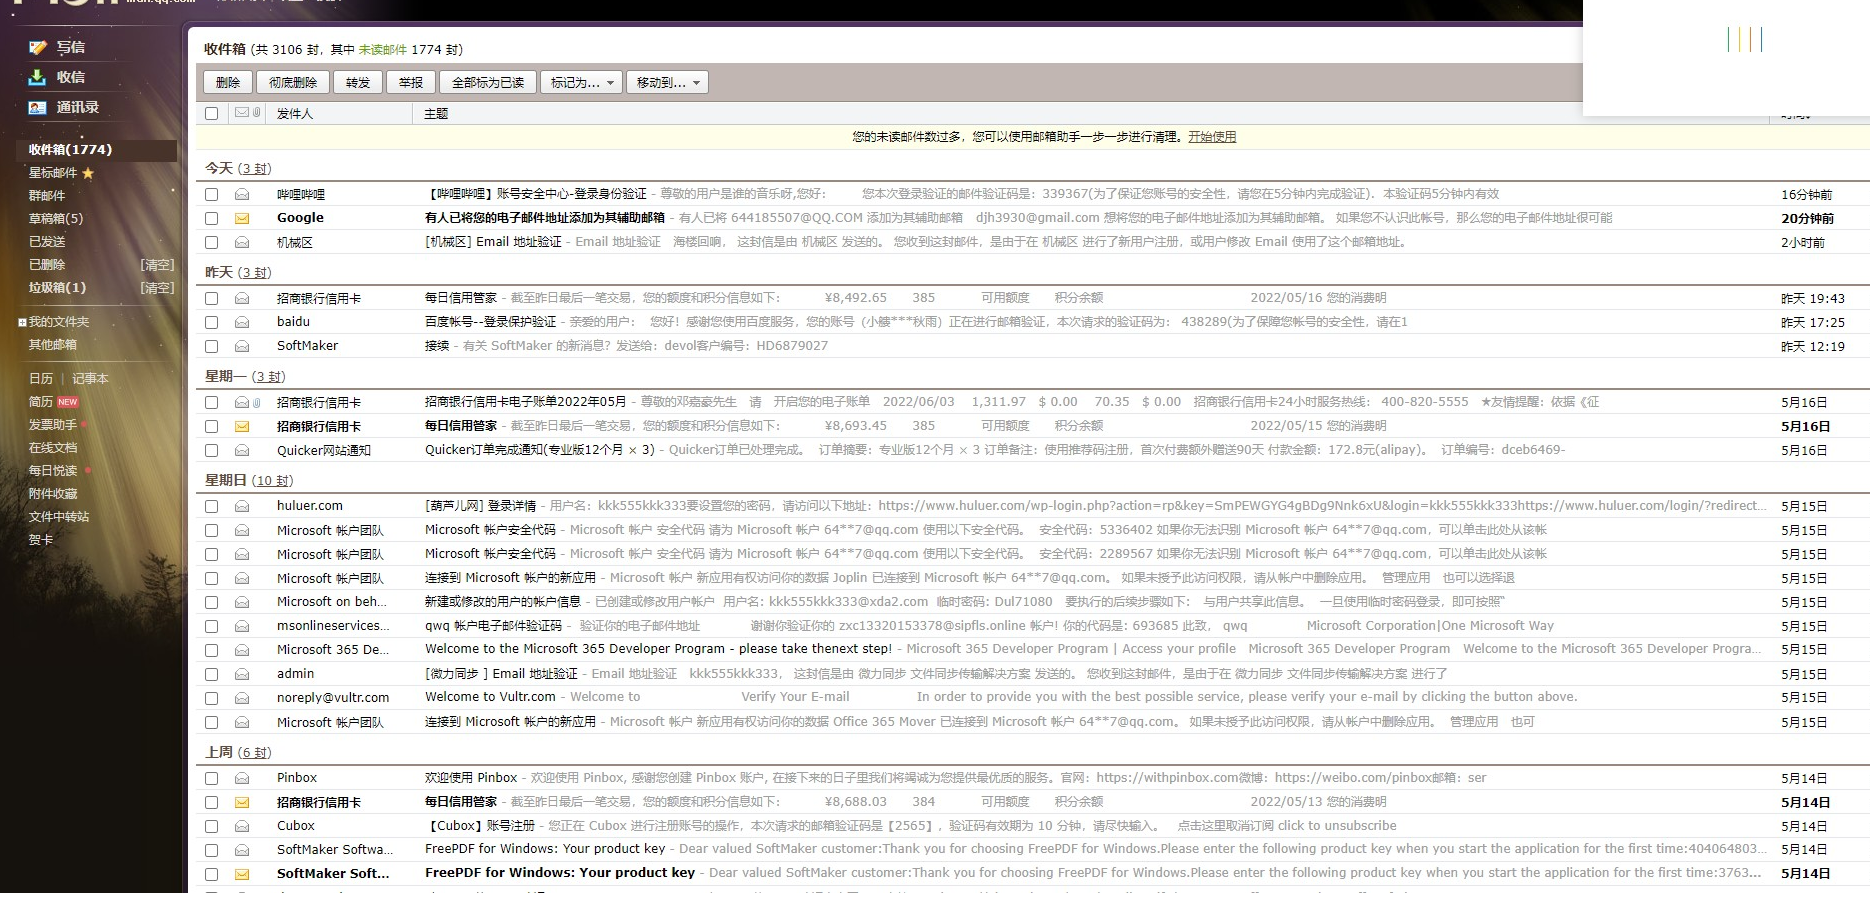 mail.qq.com
写信
收信
通讯录
收件箱(1774)
星标邮件
群邮件
草稿箱(5)
已发送
已删除 [清空]
垃圾箱(1) [清空]
我的文件夹
其他邮箱
日历 | 记事本
简历 NEW
发票助手
在线文档
每日悦读
附件收藏
文件中转站
贺卡
收件箱 (共 3106 封，其中 未读邮件 1774 封)
删除 彻底删除 转发 举报 全部标为已读 标记为... 移动到...
发件人 主题
您的未读邮件数过多，您可以使用邮箱助手一步一步进行清理。开始使用
今天 (3 封)
哔哩哔哩 【哔哩哔哩】账号安全中心-登录身份验证 - 尊敬的用户是谁的音乐呀,您好： 您本次登录验证的邮件验证码是：339367(为了保证您账号的安全性，请您在5分钟内完成验证)．本验证码5分钟内有效 16分钟前
Google 有人已将您的电子邮件地址添加为其辅助邮箱 - 有人已将 644185507@QQ.COM 添加为其辅助邮箱 djh3930@gmail.com 想将您的电子邮件地址添加为其辅助邮箱。 如果您不认识此帐号，那么您的电子邮件地址很可能 20分钟前
机械区 [机械区] Email 地址验证 - Email 地址验证 海楼回响， 这封信是由 机械区 发送的。 您收到这封邮件，是由于在 机械区 进行了新用户注册，或用户修改 Email 使用了这个邮箱地址。 2小时前
昨天 (3 封)
招商银行信用卡 每日信用管家 - 截至昨日最后一笔交易，您的额度和积分信息如下： ¥8,492.65 385 可用额度 积分余额 2022/05/16 您的消费明 昨天 19:43
baidu 百度帐号--登录保护验证 - 亲爱的用户： 您好！感谢您使用百度服务，您的账号（小馥***秋雨）正在进行邮箱验证，本次请求的验证码为： 438289(为了保障您帐号的安全性，请在1 昨天 17:25
SoftMaker 接续 - 有关 SoftMaker 的新消息？发送给：devol客户编号：HD6879027 昨天 12:19
星期一 (3 封)
招商银行信用卡 招商银行信用卡电子账单2022年05月 - 尊敬的邓嘉豪先生 请 开启您的电子账单 2022/06/03 1,311.97 $ 0.00 70.35 $ 0.00 招商银行信用卡24小时服务热线： 400-820-5555 ★友情提醒：依据《征 5月16日
招商银行信用卡 每日信用管家 - 截至昨日最后一笔交易，您的额度和积分信息如下： ¥8,693.45 385 可用额度 积分余额 2022/05/15 您的消费明 5月16日
Quicker网站通知 Quicker订单完成通知(专业版12个月 × 3) - Quicker订单已处理完成。 订单摘要：专业版12个月 × 3 订单备注：使用推荐码注册，首次付费额外赠送90天 付款金额：172.8元(alipay)。 订单编号：dceb6469- 5月16日
星期日 (10 封)
huluer.com [葫芦儿网] 登录详情 - 用户名：kkk555kkk333要设置您的密码，请访问以下地址：https://www.huluer.com/wp-login.php?action=rp&key=SmPEWGYG4gBDg9Nnk6xU&login=kkk555kkk333https://www.huluer.com/login/?redirect... 5月15日
Microsoft 帐户团队 Microsoft 帐户安全代码 - Microsoft 帐户 安全代码 请为 Microsoft 帐户 64**7@qq.com 使用以下安全代码。 安全代码：5336402 如果你无法识别 Microsoft 帐户 64**7@qq.com，可以单击此处从该帐 5月15日
Microsoft 帐户团队 Microsoft 帐户安全代码 - Microsoft 帐户 安全代码 请为 Microsoft 帐户 64**7@qq.com 使用以下安全代码。 安全代码：2289567 如果你无法识别 Microsoft 帐户 64**7@qq.com，可以单击此处从该帐 5月15日
Microsoft 帐户团队 连接到 Microsoft 帐户的新应用 - Microsoft 帐户 新应用有权访问你的数据 Joplin 已连接到 Microsoft 帐户 64**7@qq.com。 如果未授予此访问权限，请从帐户中删除应用。 管理应用 也可以选择退 5月15日
Microsoft on beh... 新建或修改的用户的帐户信息 - 已创建或修改用户帐户 用户名：kkk555kkk333@xda2.com 临时密码：Dul71080 要执行的后续步骤如下： 与用户共享此信息。 一旦使用临时密码登录，即可按照“ 5月15日
msonlineservices... qwq 帐户电子邮件验证码 - 验证你的电子邮件地址 谢谢你验证你的 zxc13320153378@sipfls.online 帐户！你的代码是：693685 此致， qwq Microsoft Corporation|One Microsoft Way 5月15日
Microsoft 365 De... Welcome to the Microsoft 365 Developer Program - please take thenext step! - Microsoft 365 Developer Program | Access your profile Microsoft 365 Developer Program Welcome to the Microsoft 365 Developer Progra... 5月15日
admin [微力同步 ] Email 地址验证 - Email 地址验证 kkk555kkk333， 这封信是由 微力同步 文件同步传输解决方案 发送的。 您收到这封邮件，是由于在 微力同步 文件同步传输解决方案 进行了 5月15日
noreply@vultr.com Welcome to Vultr.com - Welcome to Verify Your E-mail In order to provide you with the best possible service, please verify your e-mail by clicking the button above. 5月15日
Microsoft 帐户团队 连接到 Microsoft 帐户的新应用 - Microsoft 帐户 新应用有权访问你的数据 Office 365 Mover 已连接到 Microsoft 帐户 64**7@qq.com。 如果未授予此访问权限，请从帐户中删除应用。 管理应用 也可 5月15日
上周 (6 封)
Pinbox 欢迎使用 Pinbox - 欢迎使用 Pinbox, 感谢您创建 Pinbox 账户, 在接下来的日子里我们将竭诚为您提供最优质的服务。官网：https://withpinbox.com微博：https://weibo.com/pinbox邮箱：ser 5月14日
招商银行信用卡 每日信用管家 - 截至昨日最后一笔交易，您的额度和积分信息如下： ¥8,688.03 384 可用额度 积分余额 2022/05/13 您的消费明 5月14日
Cubox 【Cubox】账号注册 - 您正在 Cubox 进行注册账号的操作，本次请求的邮箱验证码是【2565】，验证码有效期为 10 分钟，请尽快输入。 点击这里取消订阅 click to unsubscribe 5月14日
SoftMaker Softwa... FreePDF for Windows: Your product key - Dear valued SoftMaker customer:Thank you for choosing FreePDF for Windows.Please enter the following product key when you start the application for the first time:404064803... 5月14日
SoftMaker Soft... FreePDF for Windows: Your product key - Dear valued SoftMaker customer:Thank you for choosing FreePDF for Windows.Please enter the following product key when you start the application for the first time:3763... 5月14日